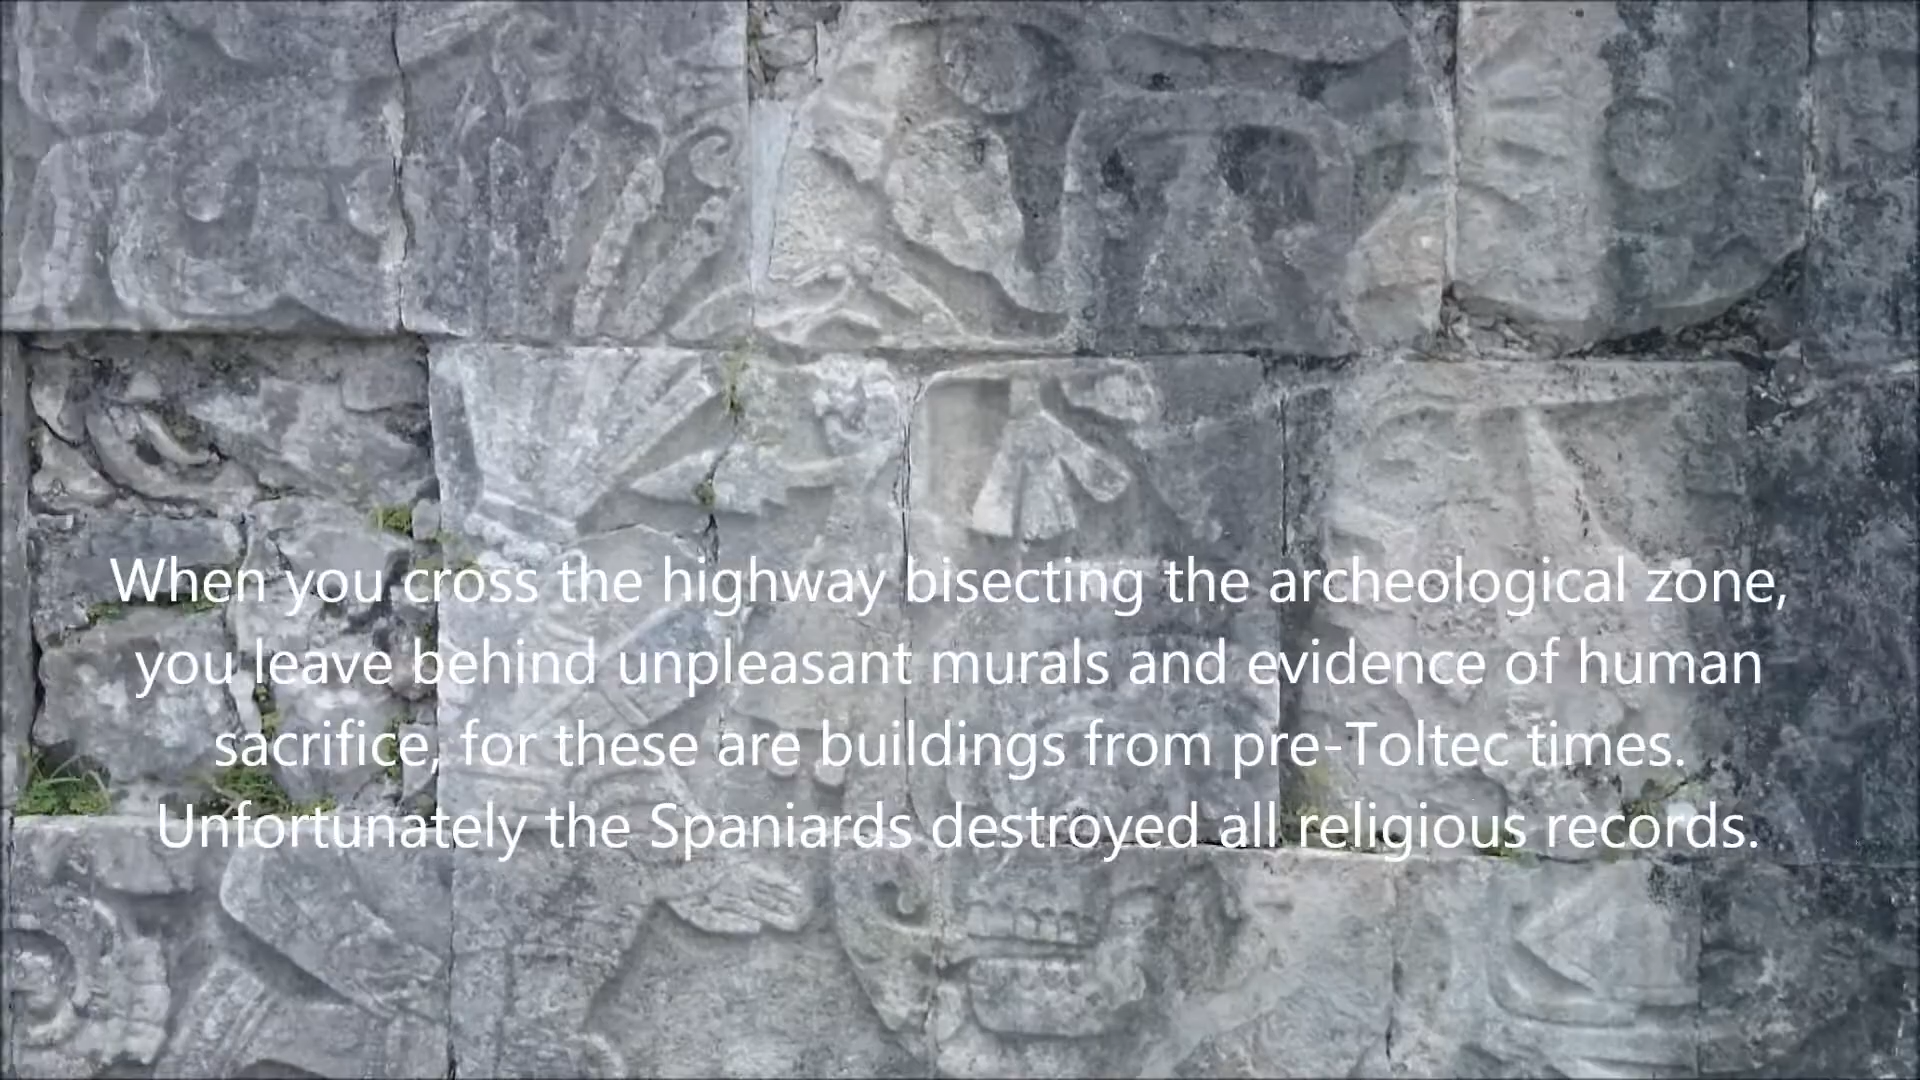 When you cross the highway bisecting the archeological zone,
you leave behind unpleasant murals and evidence of human
sacrifice, for these are buildings from pre-Toltec times.
Unfortunately the Spaniards destroyed all religious records.